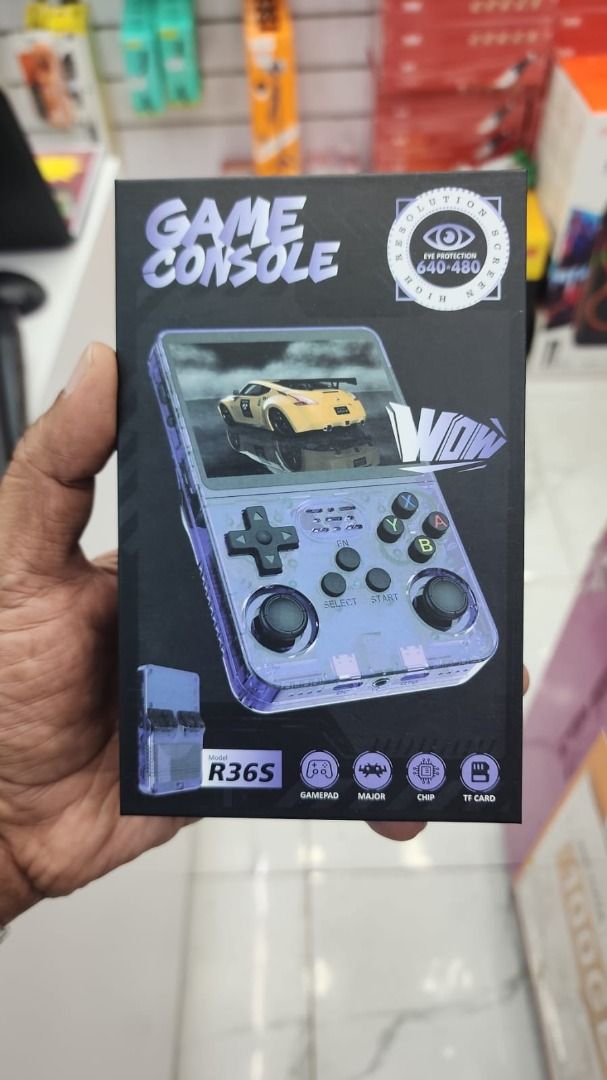 GAME
CONSOLE
HIGH RESOLUTION SCREEN
EYE PROTECTION
640*480
WOW
X
Y
A
B
FN
SELECT
START
Model
R36S
GAMEPAD
MAJOR
CHIP
TF CARD